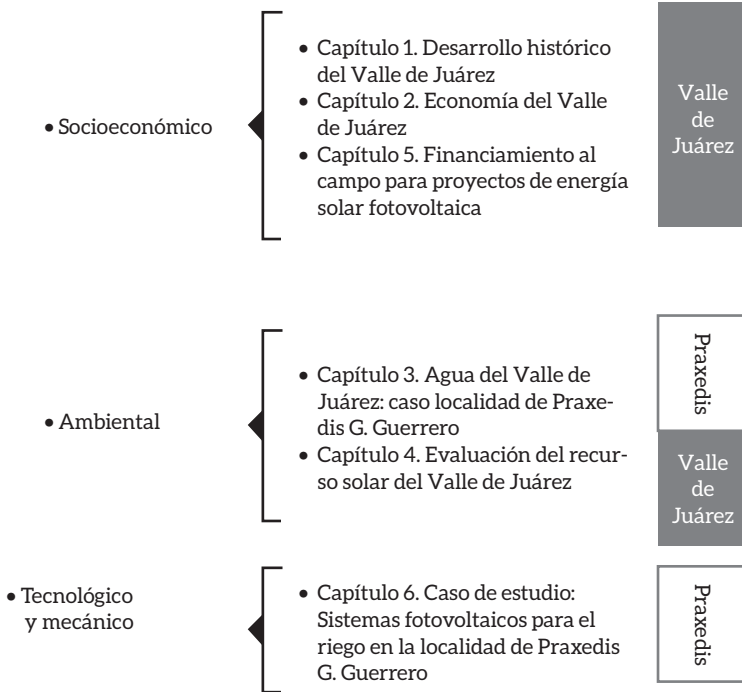 • Socioeconómico
• Capítulo 1. Desarrollo histórico
del Valle de Juárez
• Capítulo 2. Economía del Valle
de Juárez
• Capítulo 5. Financiamiento al
campo para proyectos de energía
solar fotovoltaica
Valle
de
Juárez
• Ambiental
• Capítulo 3. Agua del Valle de
Juárez: caso localidad de Praxe-
dis G. Guerrero
• Capítulo 4. Evaluación del recur-
so solar del Valle de Juárez
Praxedis
Valle
de
Juárez
• Tecnológico
y mecánico
• Capítulo 6. Caso de estudio:
Sistemas fotovoltaicos para el
riego en la localidad de Praxedis
G. Guerrero
Praxedis